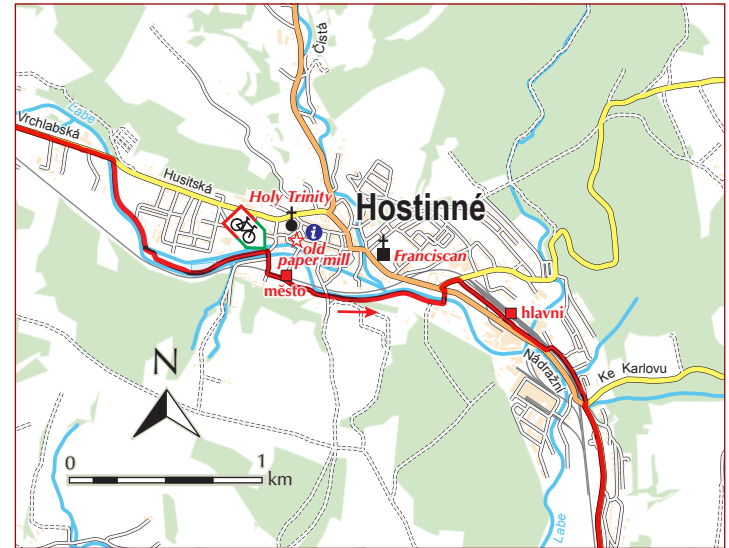 Čistá
Labe
Vrchlabská
Husitská
Holy Trinity
Hostinné
i
old
paper mill
Franciscan
město
hlavni
Nádražní
Ke Karlovu
N
0 1
km
Labe